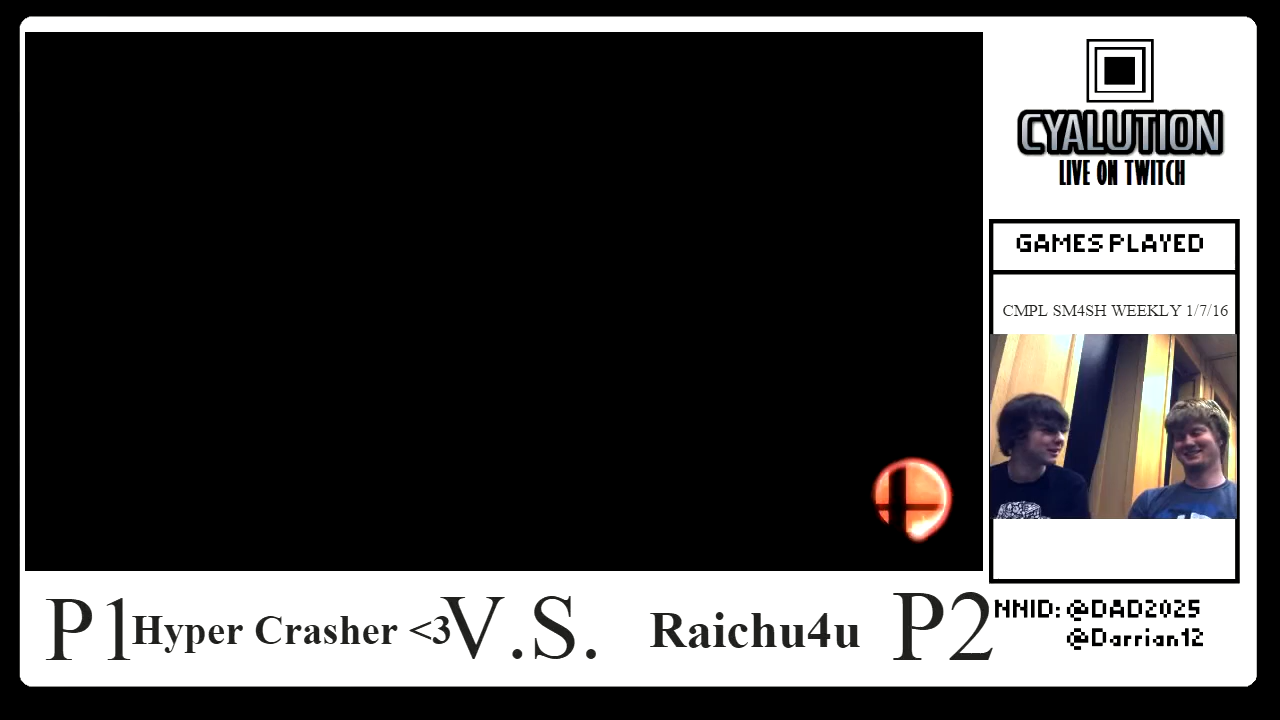 CYALUTION
LIVE ON TWITCH
GAMES PLAYED
CMPL SM4SH WEEKLY 1/7/16
P1 Hyper Crasher <3 V.S. Raichu4u P2
NNID: @DAD2025
@Darrian12